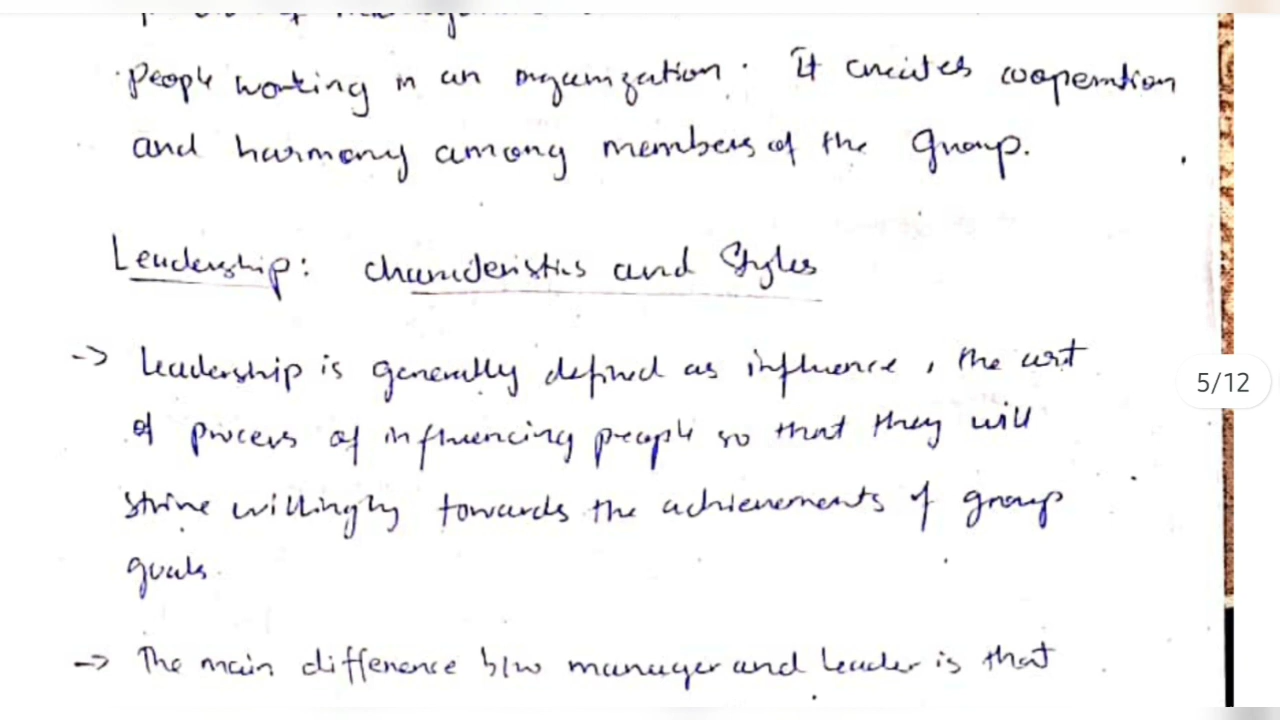 people working in an organization. It creates cooperation
and harmony among members of the group.
Leadership: characteristics and Styles
-> Leadership is generally defined as influence, the art
of process of influencing people so that they will
strive willingly towards the achievements of group
goals.
5/12
-> The main difference b/w manager and leader is that